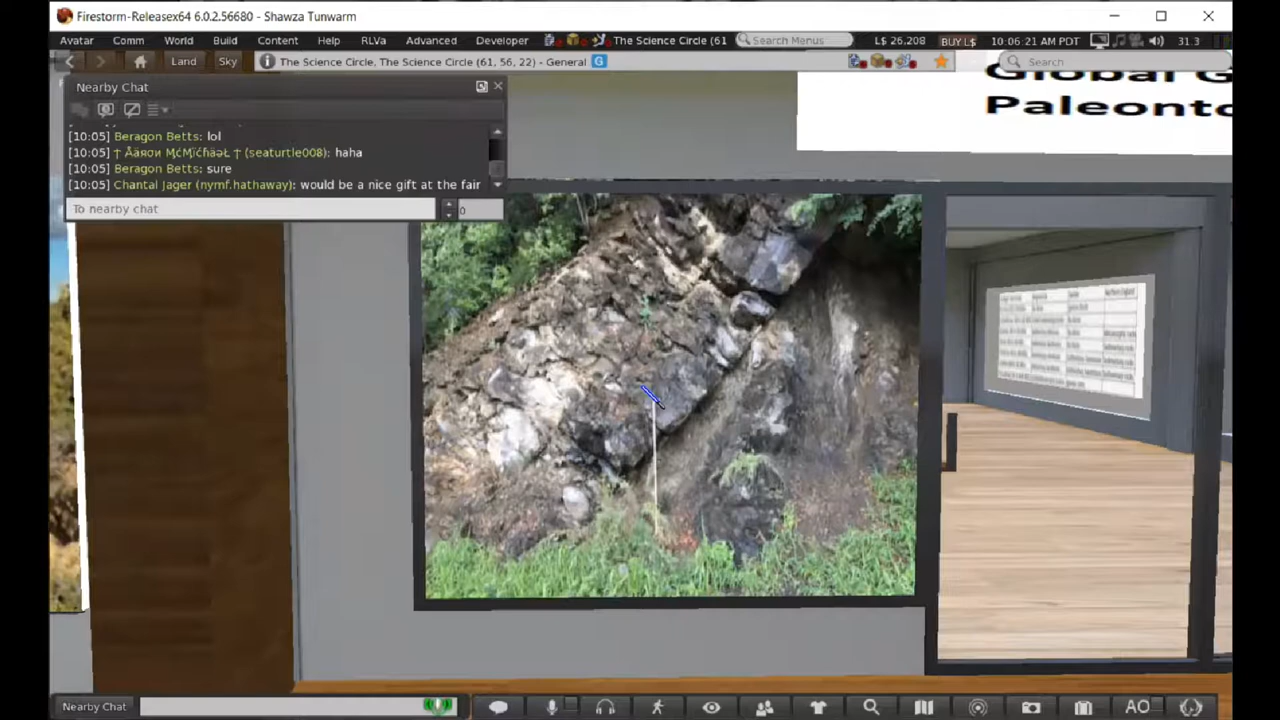 Firestorm-Releasex64 6.0.2.56680 - Shawza Tunwarm
Avatar Comm World Build Content Help RLVa Advanced Developer The Science Circle (61 Search Menus L$ 26,208 BUY L$ 10:06:21 AM PDT 31.3
Land Sky The Science Circle, The Science Circle (61, 56, 22) - General G Search
Global G
Paleonto
Nearby Chat
[10:05] Beragon Betts: lol
(seaturtle008): haha
[10:05] Beragon Betts: sure
[10:05] Chantal Jager (nymf.hathaway): would be a nice gift at the fair
To nearby chat
0
Nearby Chat
AO